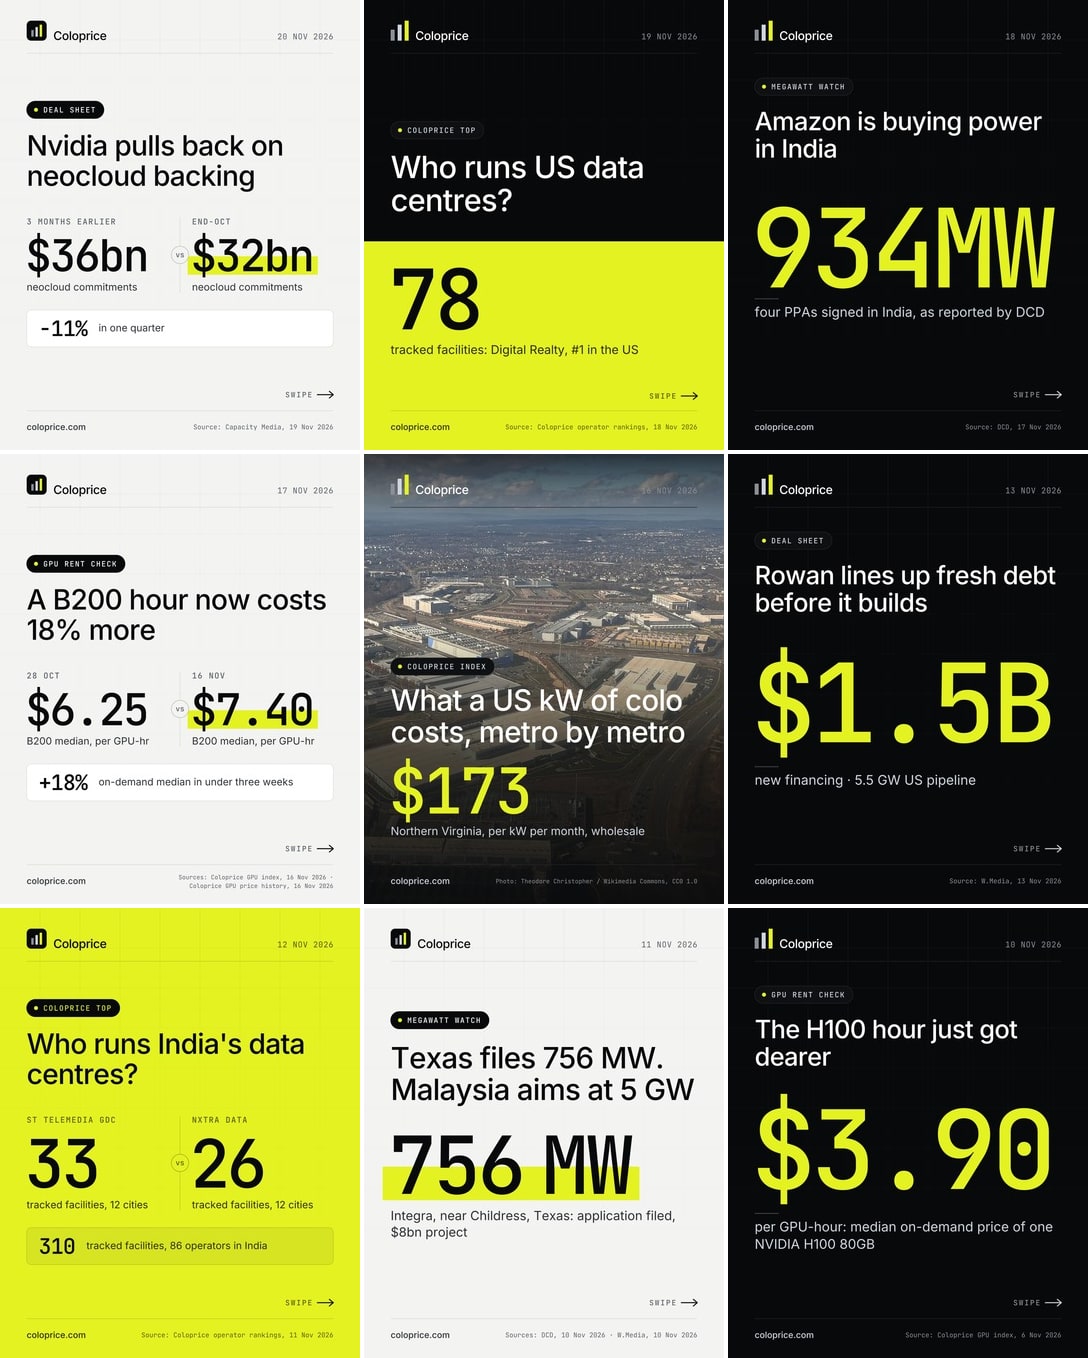 Coloprice
20 NOV 2026
DEAL SHEET
Nvidia pulls back on
neocloud backing
3 MONTHS EARLIER
END-OCT
$36bn
vs
$32bn
neocloud commitments
neocloud commitments
-11%
in one quarter
SWIPE
coloprice.com
Source: Capacity Media, 19 Nov 2026
Coloprice
19 NOV 2026
COLOPRICE TOP
Who runs US data
centres?
78
tracked facilities: Digital Realty, #1 in the US
SWIPE
coloprice.com
Source: Coloprice operator rankings, 18 Nov 2026
Coloprice
18 NOV 2026
MEGAWATT WATCH
Amazon is buying power
in India
934MW
four PPAs signed in India, as reported by DCD
SWIPE
coloprice.com
Source: DCD, 17 Nov 2026
Coloprice
17 NOV 2026
GPU RENT CHECK
A B200 hour now costs
18% more
28 OCT
16 NOV
$6.25
vs
$7.40
B200 median, per GPU-hr
B200 median, per GPU-hr
+18%
on-demand median in under three weeks
SWIPE
coloprice.com
Sources: Coloprice GPU index, 16 Nov 2026 ·
Coloprice GPU price history, 16 Nov 2026
Coloprice
16 NOV 2026
COLOPRICE INDEX
What a US kW of colo
costs, metro by metro
$173
Northern Virginia, per kW per month, wholesale
coloprice.com
Photo: Theodore Christopher / Wikimedia Commons, CC0 1.0
Coloprice
13 NOV 2026
DEAL SHEET
Rowan lines up fresh debt
before it builds
$1.5B
new financing · 5.5 GW US pipeline
SWIPE
coloprice.com
Source: W.Media, 13 Nov 2026
Coloprice
12 NOV 2026
COLOPRICE TOP
Who runs India's data
centres?
ST TELEMEDIA GDC
NXTRA DATA
33
vs
26
tracked facilities, 12 cities
tracked facilities, 12 cities
310
tracked facilities, 86 operators in India
SWIPE
coloprice.com
Source: Coloprice operator rankings, 11 Nov 2026
Coloprice
11 NOV 2026
MEGAWATT WATCH
Texas files 756 MW.
Malaysia aims at 5 GW
756 MW
Integra, near Childress, Texas: application filed,
$8bn project
SWIPE
coloprice.com
Sources: DCD, 10 Nov 2026 · W.Media, 10 Nov 2026
Coloprice
10 NOV 2026
GPU RENT CHECK
The H100 hour just got
dearer
$3.90
per GPU-hour: median on-demand price of one
NVIDIA H100 80GB
SWIPE
coloprice.com
Source: Coloprice GPU index, 6 Nov 2026